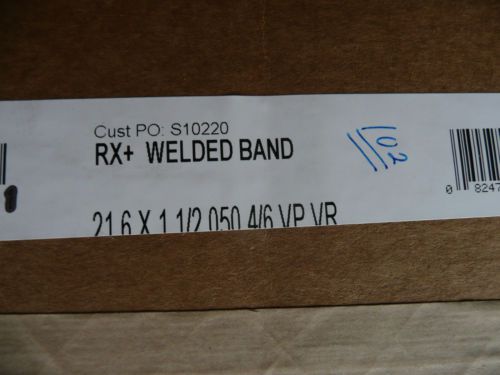 Cust PO: S10220
RX+ WELDED BAND
21 6 X 1 1/2 050 4/6 VP VR
102
0 8247